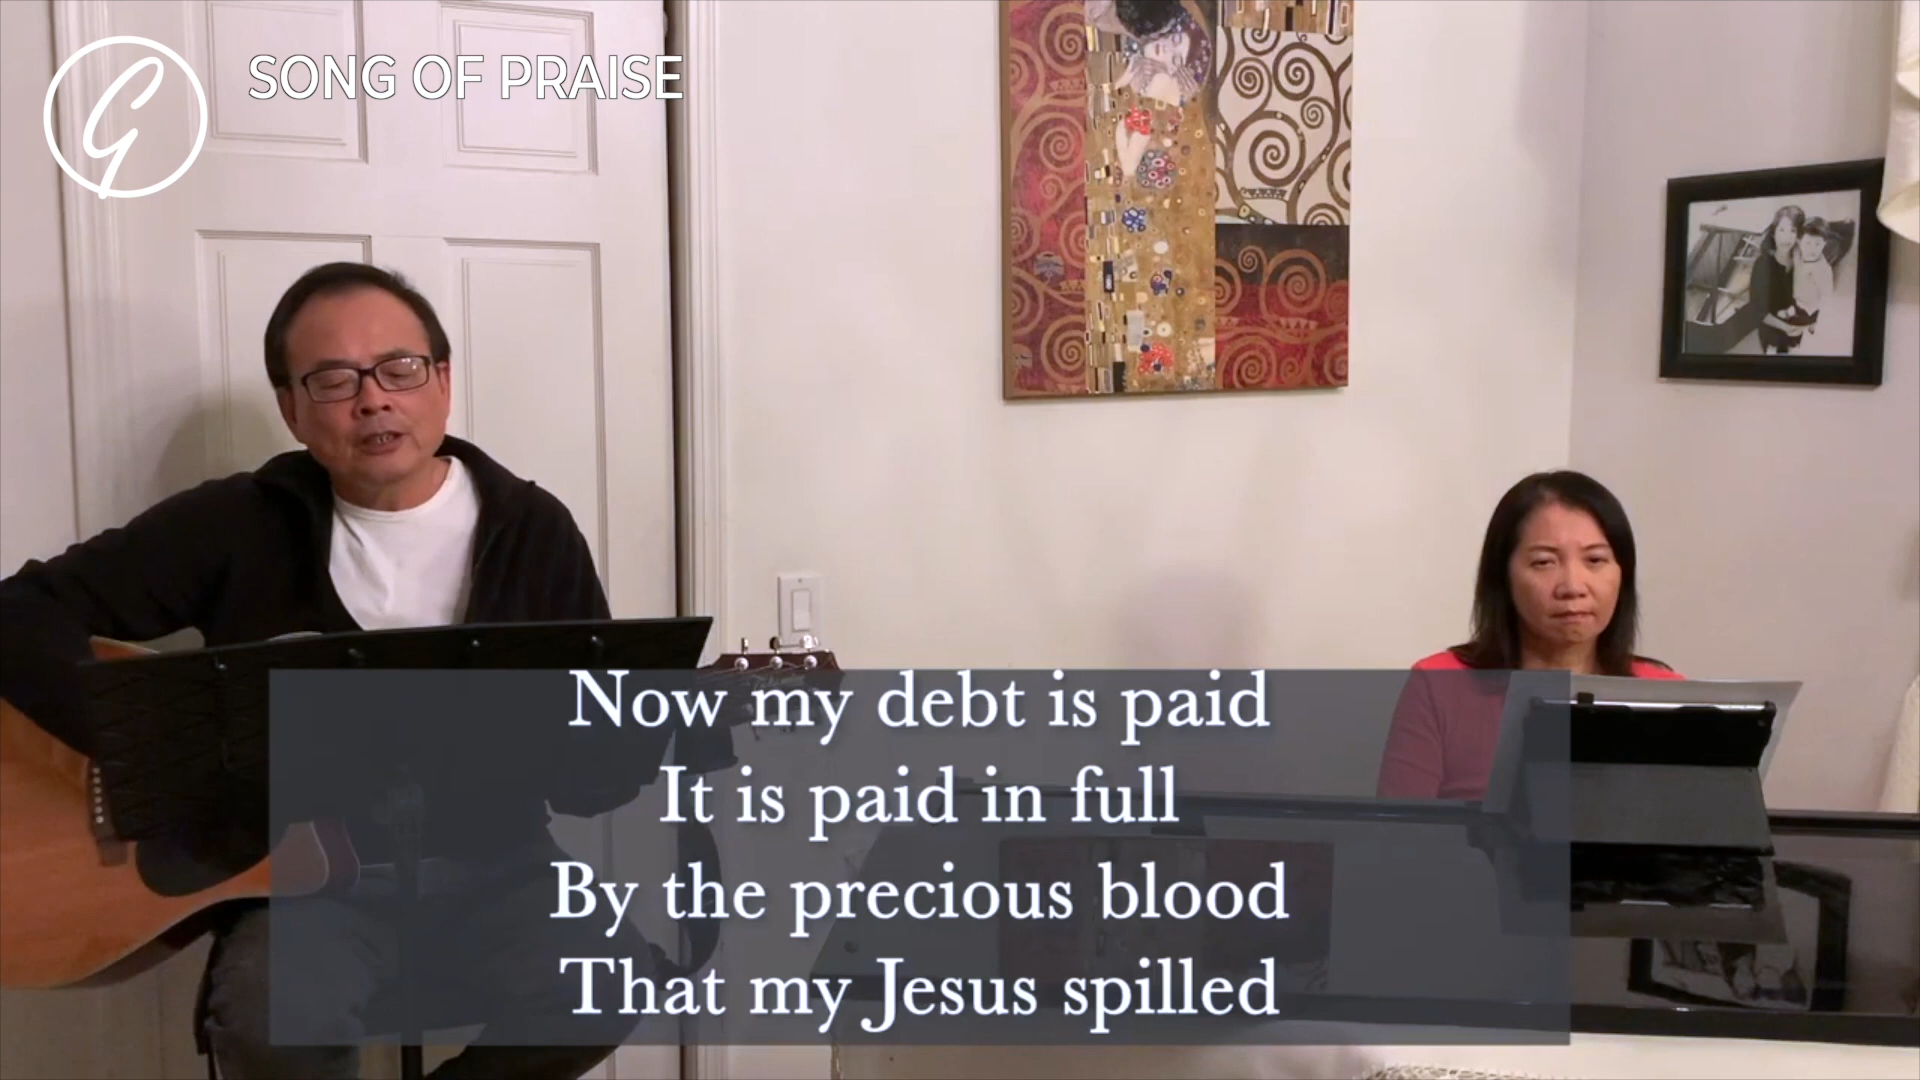 G
SONG OF PRAISE
Takamine
Now my debt is paid
It is paid in full
By the precious blood
That my Jesus spilled